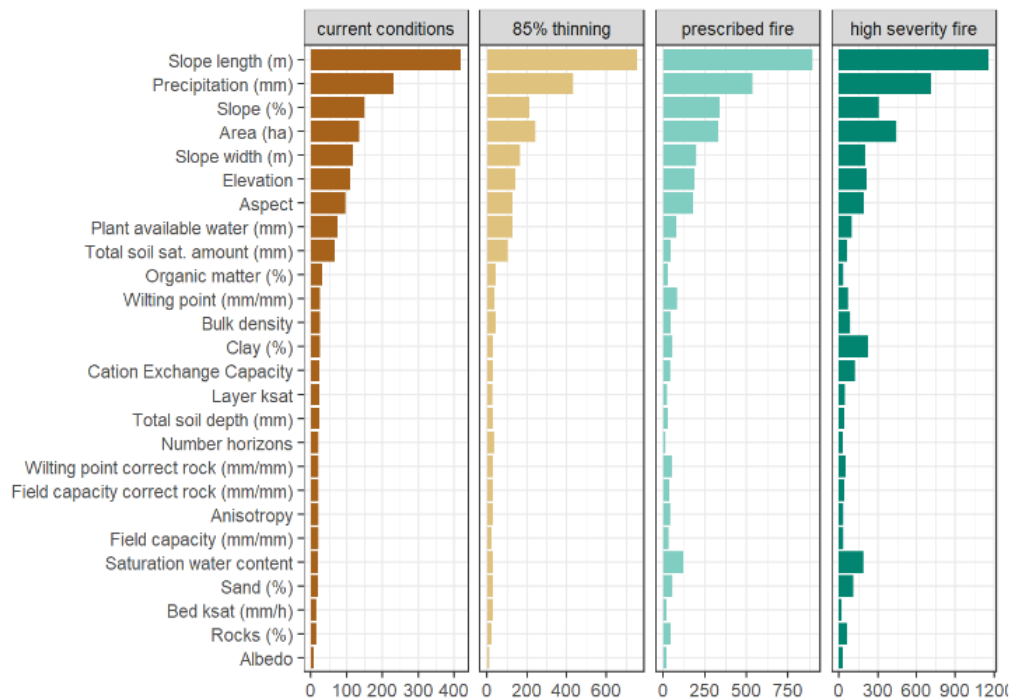 current conditions 85% thinning prescribed fire high severity fire
Slope length (m)
Precipitation (mm)
Slope (%)
Area (ha)
Slope width (m)
Elevation
Aspect
Plant available water (mm)
Total soil sat. amount (mm)
Organic matter (%)
Wilting point (mm/mm)
Bulk density
Clay (%)
Cation Exchange Capacity
Layer ksat
Total soil depth (mm)
Number horizons
Wilting point correct rock (mm/mm)
Field capacity correct rock (mm/mm)
Anisotropy
Field capacity (mm/mm)
Saturation water content
Sand (%)
Bed ksat (mm/h)
Rocks (%)
Albedo
0 100 200 300 400 0 200 400 600 0 250 500 750 0 300 600 900 1200